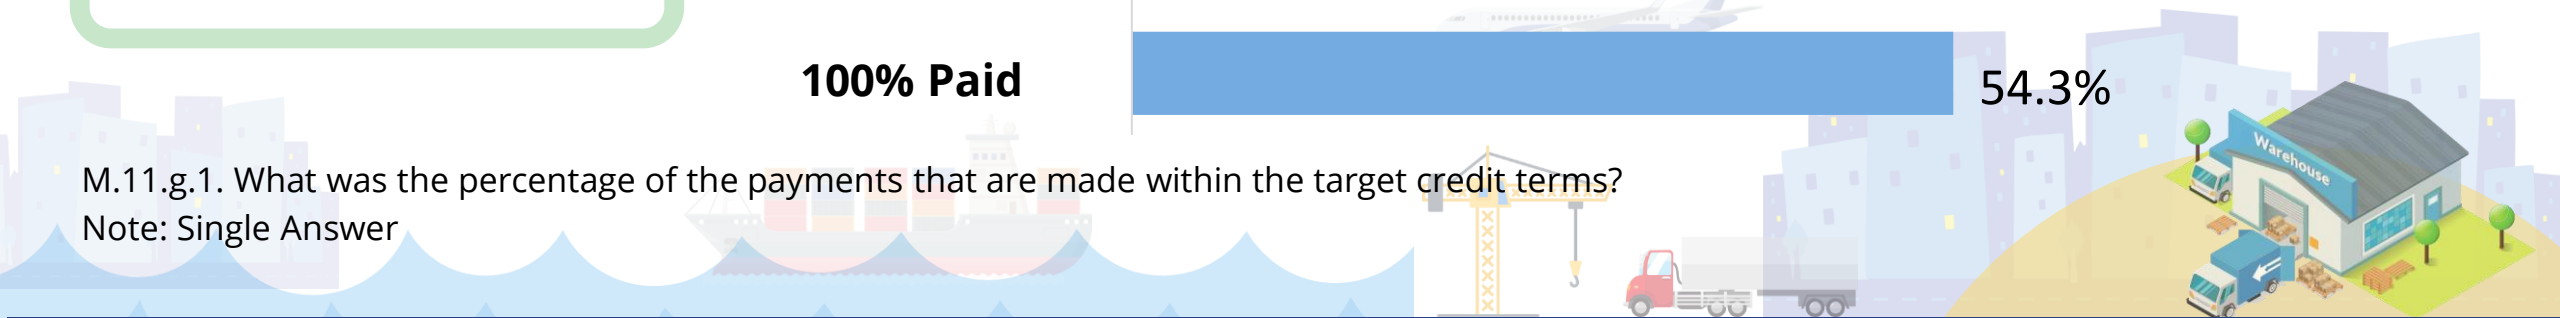 100% Paid
54.3%
M.11.g.1. What was the percentage of the payments that are made within the target credit terms?
Note: Single Answer
Warehouse